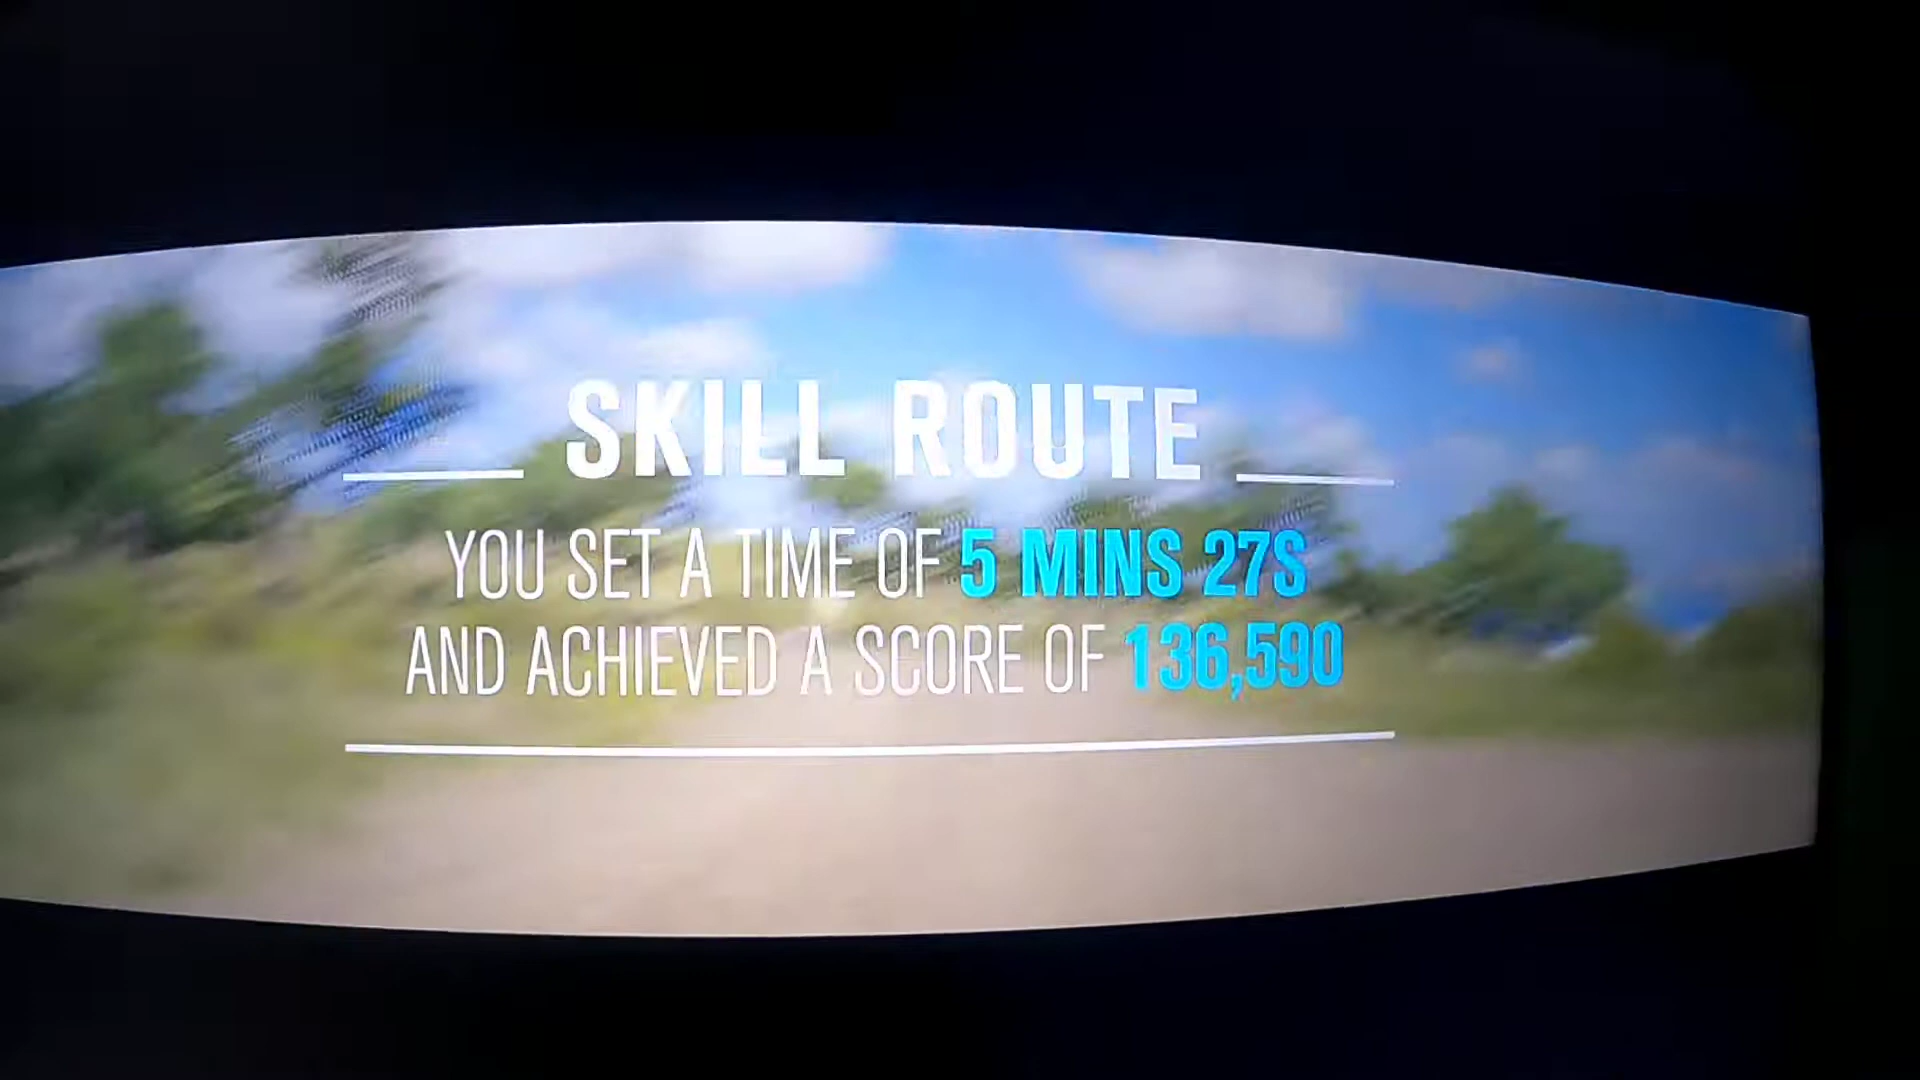 SKILL ROUTE
YOU SET A TIME OF 5 MINS 27S
AND ACHIEVED A SCORE OF 136,590